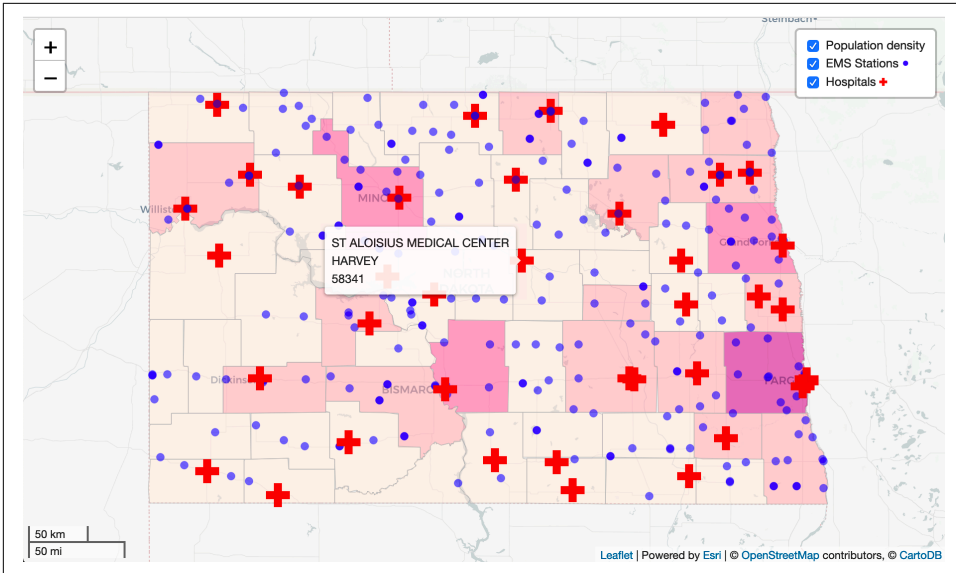 Steinbach
+
−
Population density
EMS Stations
Hospitals
Willist
MINO
ST ALOISIUS MEDICAL CENTER
HARVEY
58341
NORTH
Grand For
Dickins
BISMARC
FARG
50 km
50 mi
Leaflet | Powered by Esri | © OpenStreetMap contributors, © CartoDB